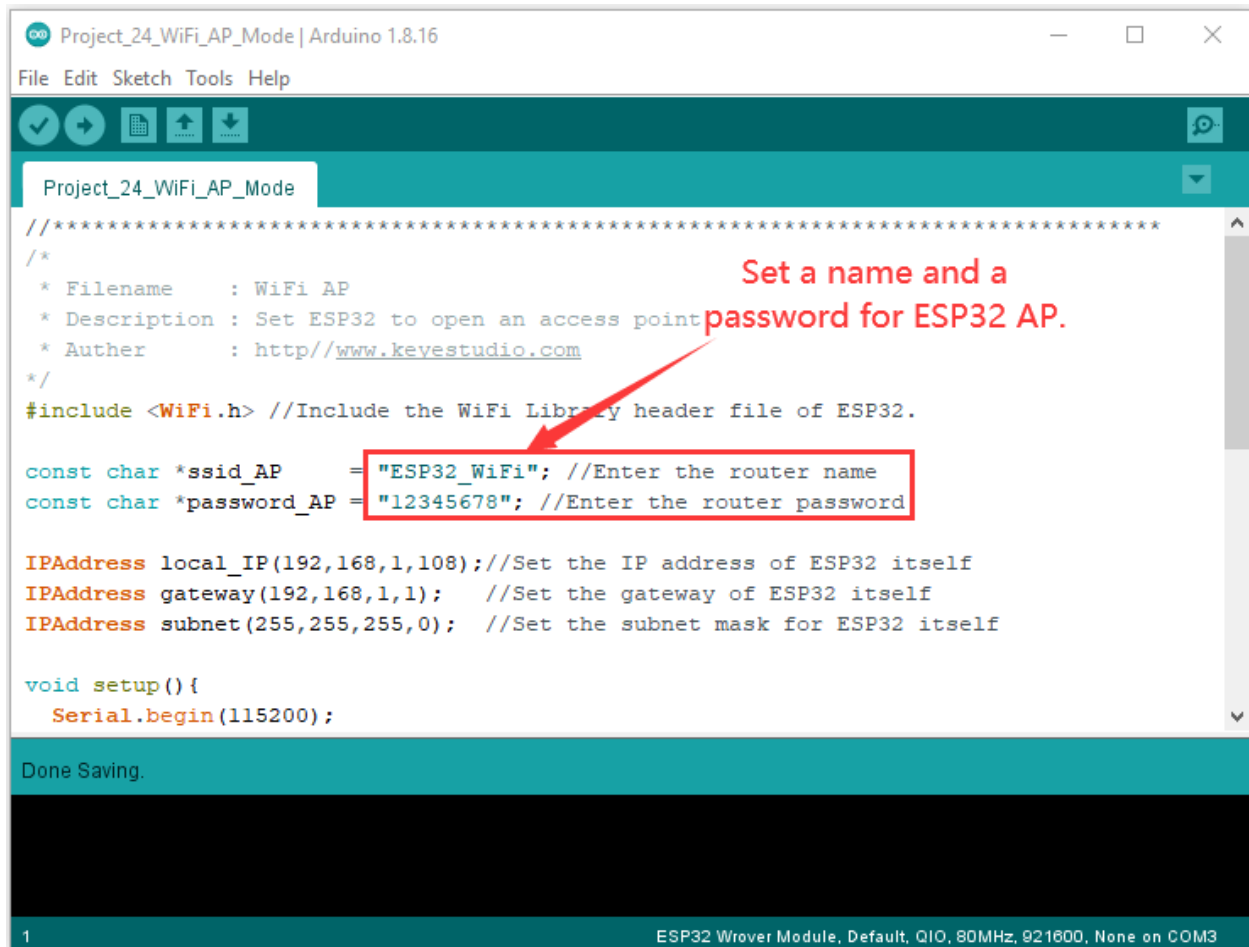 Project_24_WiFi_AP_Mode | Arduino 1.8.16
File Edit Sketch Tools Help
Project_24_WiFi_AP_Mode
//**********************************************************************************
/*
 * Filename    : WiFi AP
 * Description : Set ESP32 to open an access point
 * Auther      : http//www.keyestudio.com
*/
Set a name and a
password for ESP32 AP.
#include <WiFi.h> //Include the WiFi Library header file of ESP32.
const char *ssid_AP     = "ESP32_WiFi"; //Enter the router name
const char *password_AP = "12345678"; //Enter the router password
IPAddress local_IP(192,168,1,108);//Set the IP address of ESP32 itself
IPAddress gateway(192,168,1,1);   //Set the gateway of ESP32 itself
IPAddress subnet(255,255,255,0);  //Set the subnet mask for ESP32 itself
void setup(){
  Serial.begin(115200);
Done Saving.
1
ESP32 Wrover Module, Default, QIO, 80MHz, 921600, None on COM3